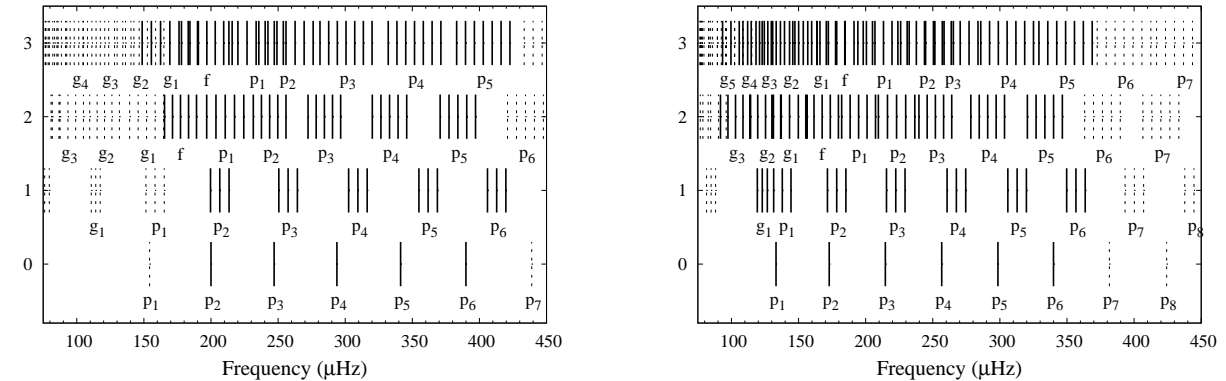 3
g4 g3 g2 g1 f p1 p2 p3 p4 p5
2
g3 g2 g1 f p1 p2 p3 p4 p5 p6
1
g1 p1 p2 p3 p4 p5 p6
0
p1 p2 p3 p4 p5 p6 p7
100 150 200 250 300 350 400 450
Frequency (μHz)
3
g5 g4 g3 g2 g1 f p1 p2 p3 p4 p5 p6 p7
2
g3 g2 g1 f p1 p2 p3 p4 p5 p6 p7
1
g1 p1 p2 p3 p4 p5 p6 p7 p8
0
p1 p2 p3 p4 p5 p6 p7 p8
100 150 200 250 300 350 400 450
Frequency (μHz)